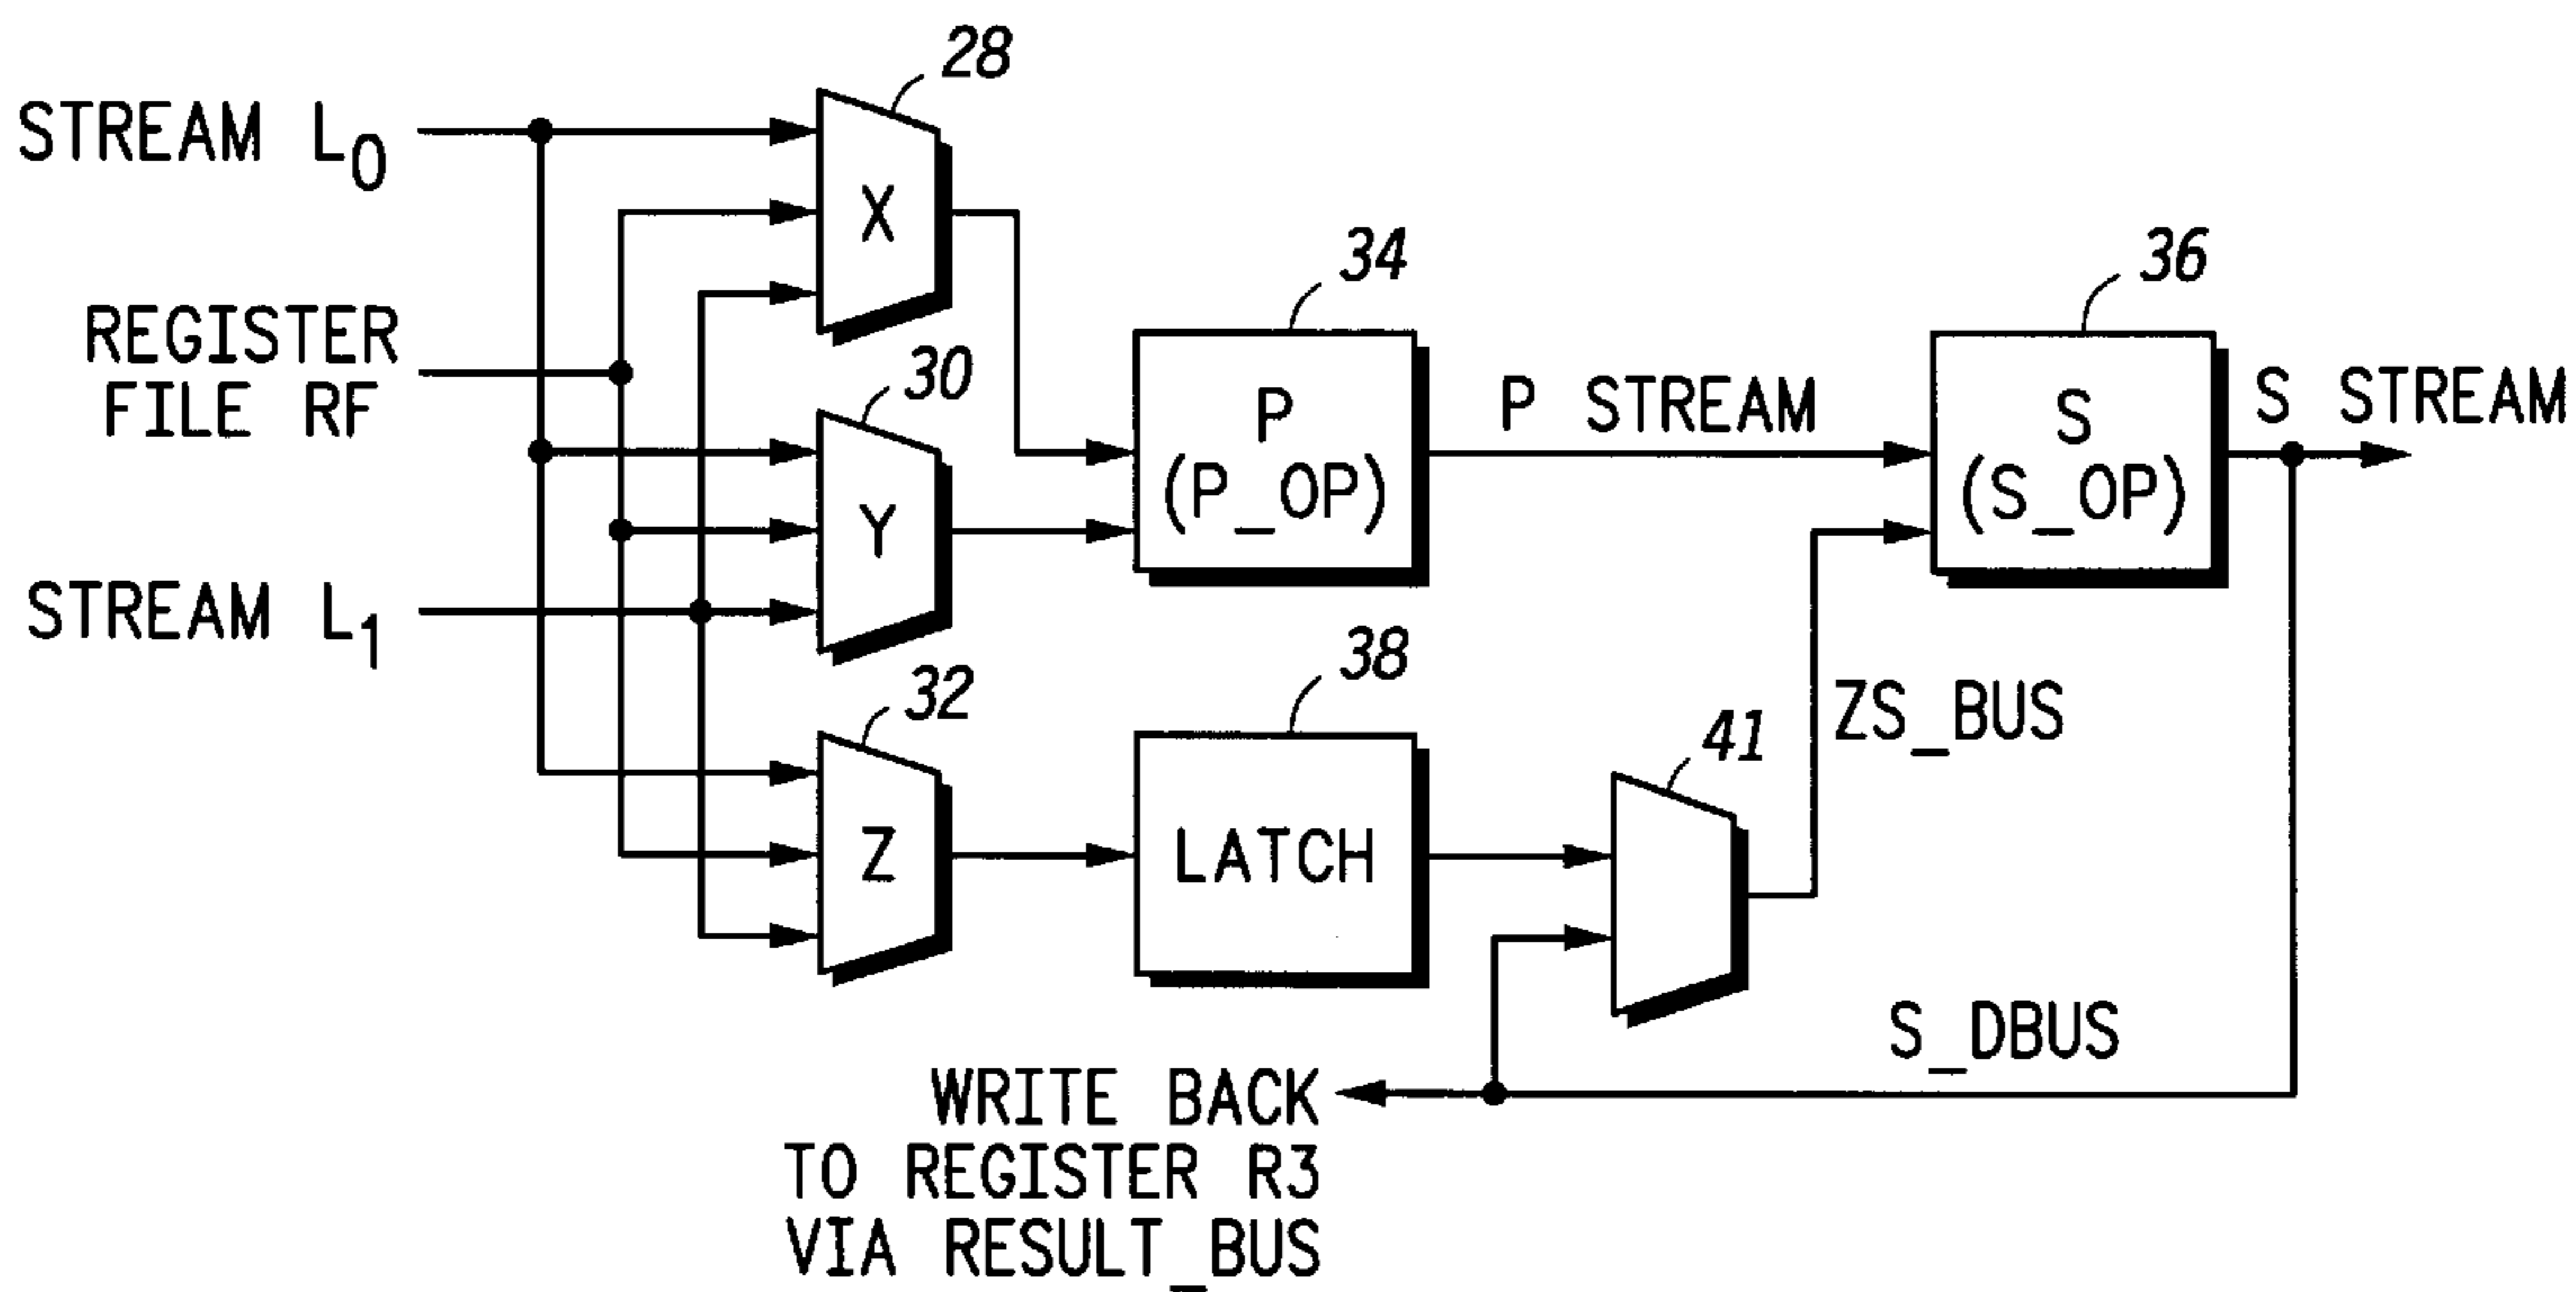 28
STREAM L0
X
34
36
REGISTER
FILE RF
30
P
(P_OP)
P STREAM
S
(S_OP)
S STREAM
Y
STREAM L1
32
38
41
ZS_BUS
Z
LATCH
S_DBUS
WRITE BACK
TO REGISTER R3
VIA RESULT_BUS